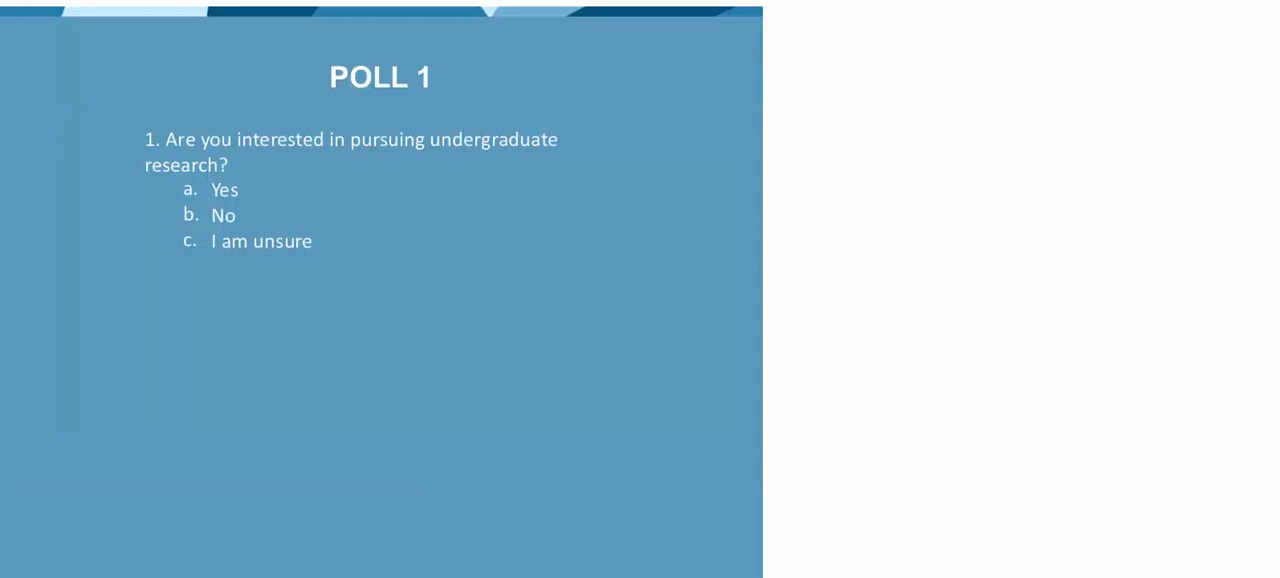 POLL 1
1. Are you interested in pursuing undergraduate
research?
a. Yes
b. No
c. I am unsure